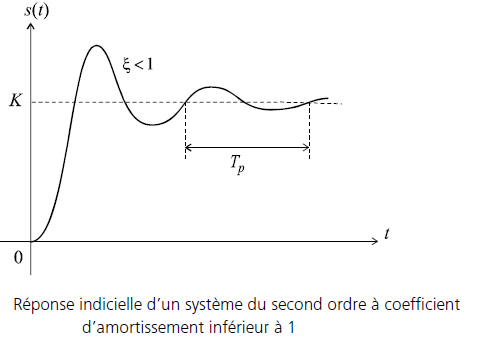 s(t)
ξ<1
K
T_p
t
0
Réponse indicielle d’un système du second ordre à coefficient
d’amortissement inférieur à 1